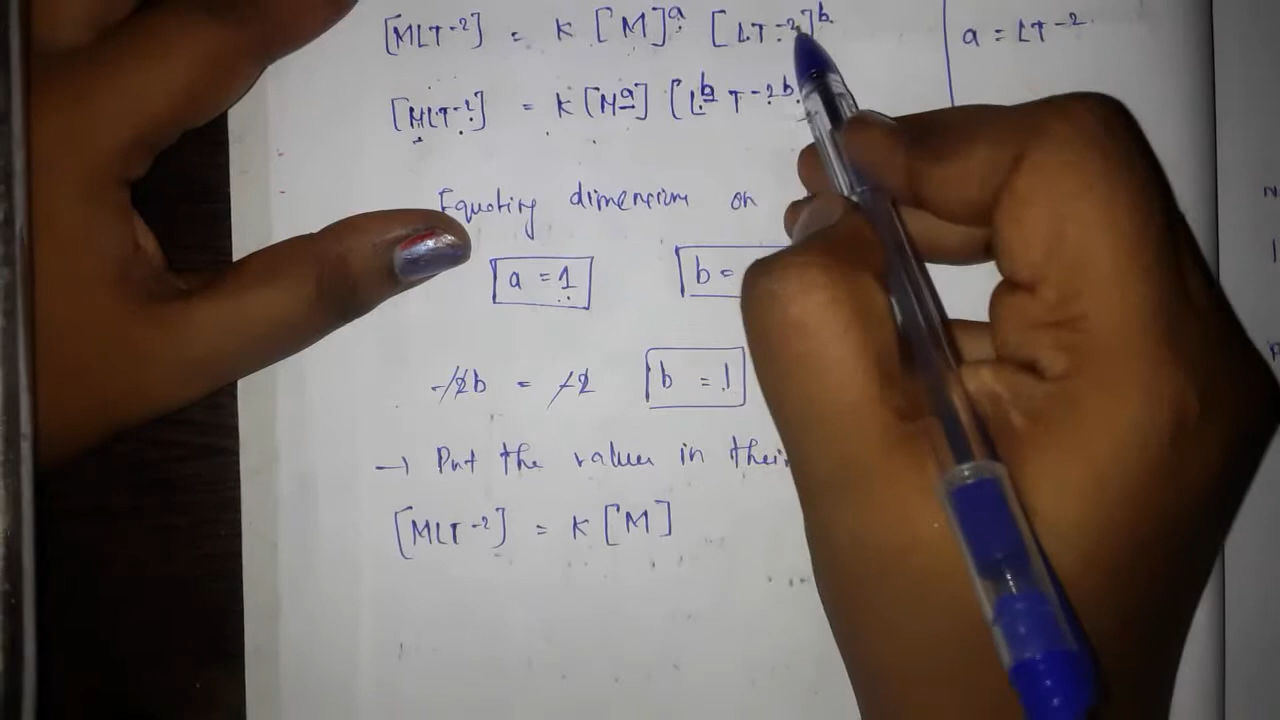 [MLT⁻²] = K [M]ᵃ [LT⁻²]ᵇ
a = LT⁻²
[MLT⁻²] = K [Mᵃ] [Lᵇ T⁻²ᵇ
Equating dimension on
a = 1 b =
-2b = -2 b = 1
→ Put the values in their
[MLT⁻²] = K [M]